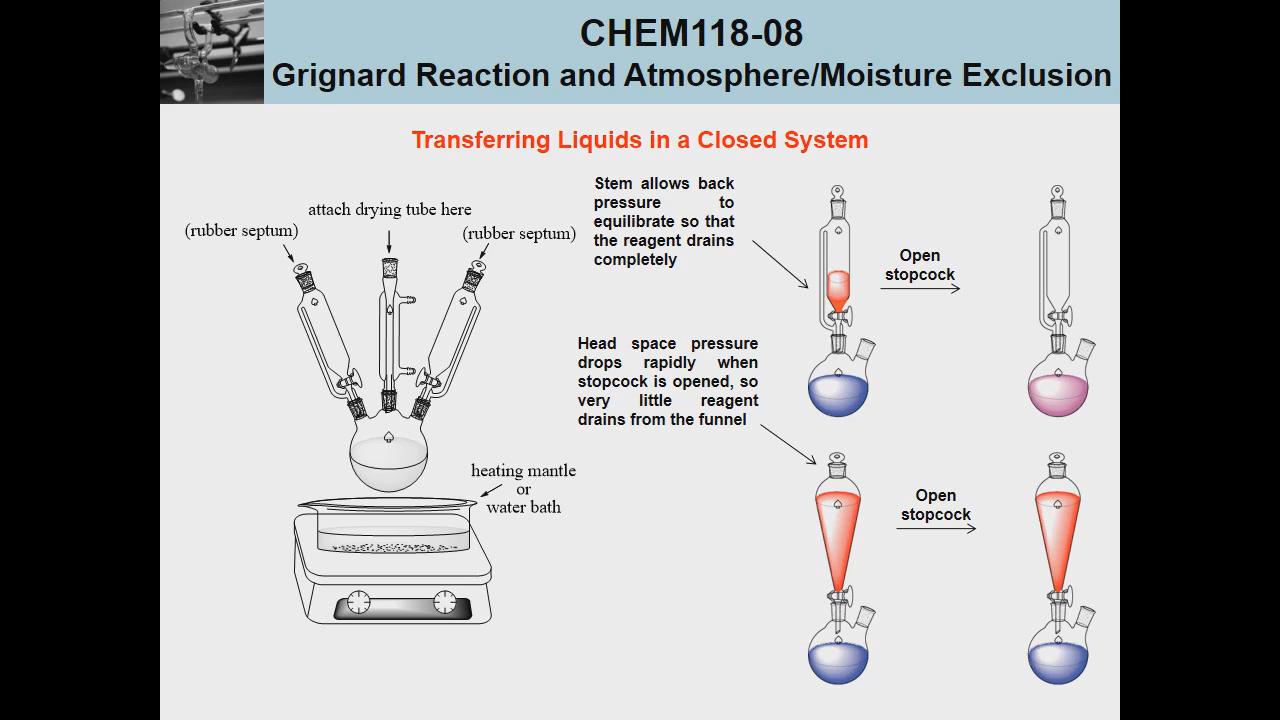 CHEM118-08
Grignard Reaction and Atmosphere/Moisture Exclusion
Transferring Liquids in a Closed System
attach drying tube here
(rubber septum)
(rubber septum)
heating mantle
or
water bath
Stem allows back
pressure to
equilibrate so that
the reagent drains
completely
Open
stopcock
Head space pressure
drops rapidly when
stopcock is opened, so
very little reagent
drains from the funnel
Open
stopcock